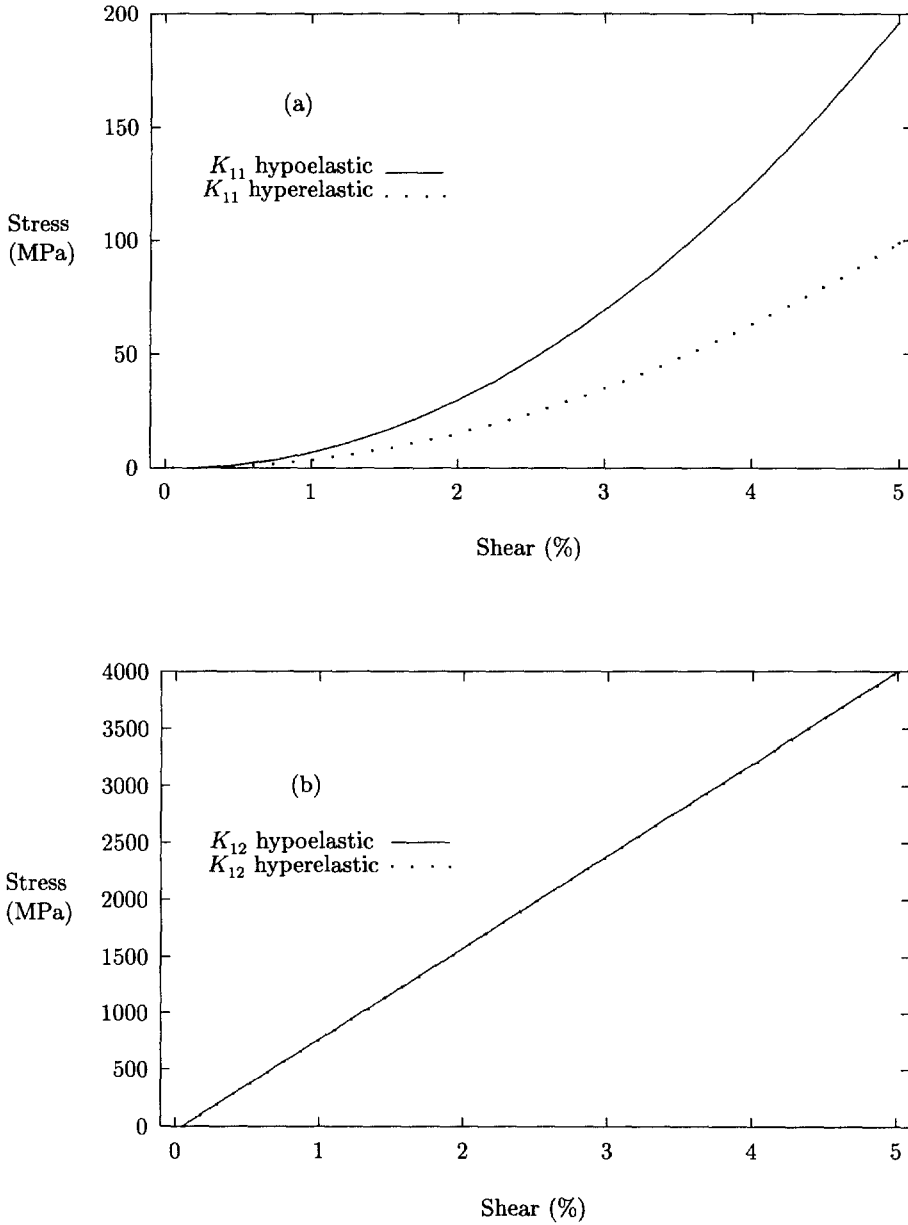 200
150
100
50
0
Stress
(MPa)
(a)
K₁₁ hypoelastic
K₁₁ hyperelastic
0 1 2 3 4 5
Shear (%)
4000
3500
3000
2500
2000
1500
1000
500
0
Stress
(MPa)
(b)
K₁₂ hypoelastic
K₁₂ hyperelastic
0 1 2 3 4 5
Shear (%)